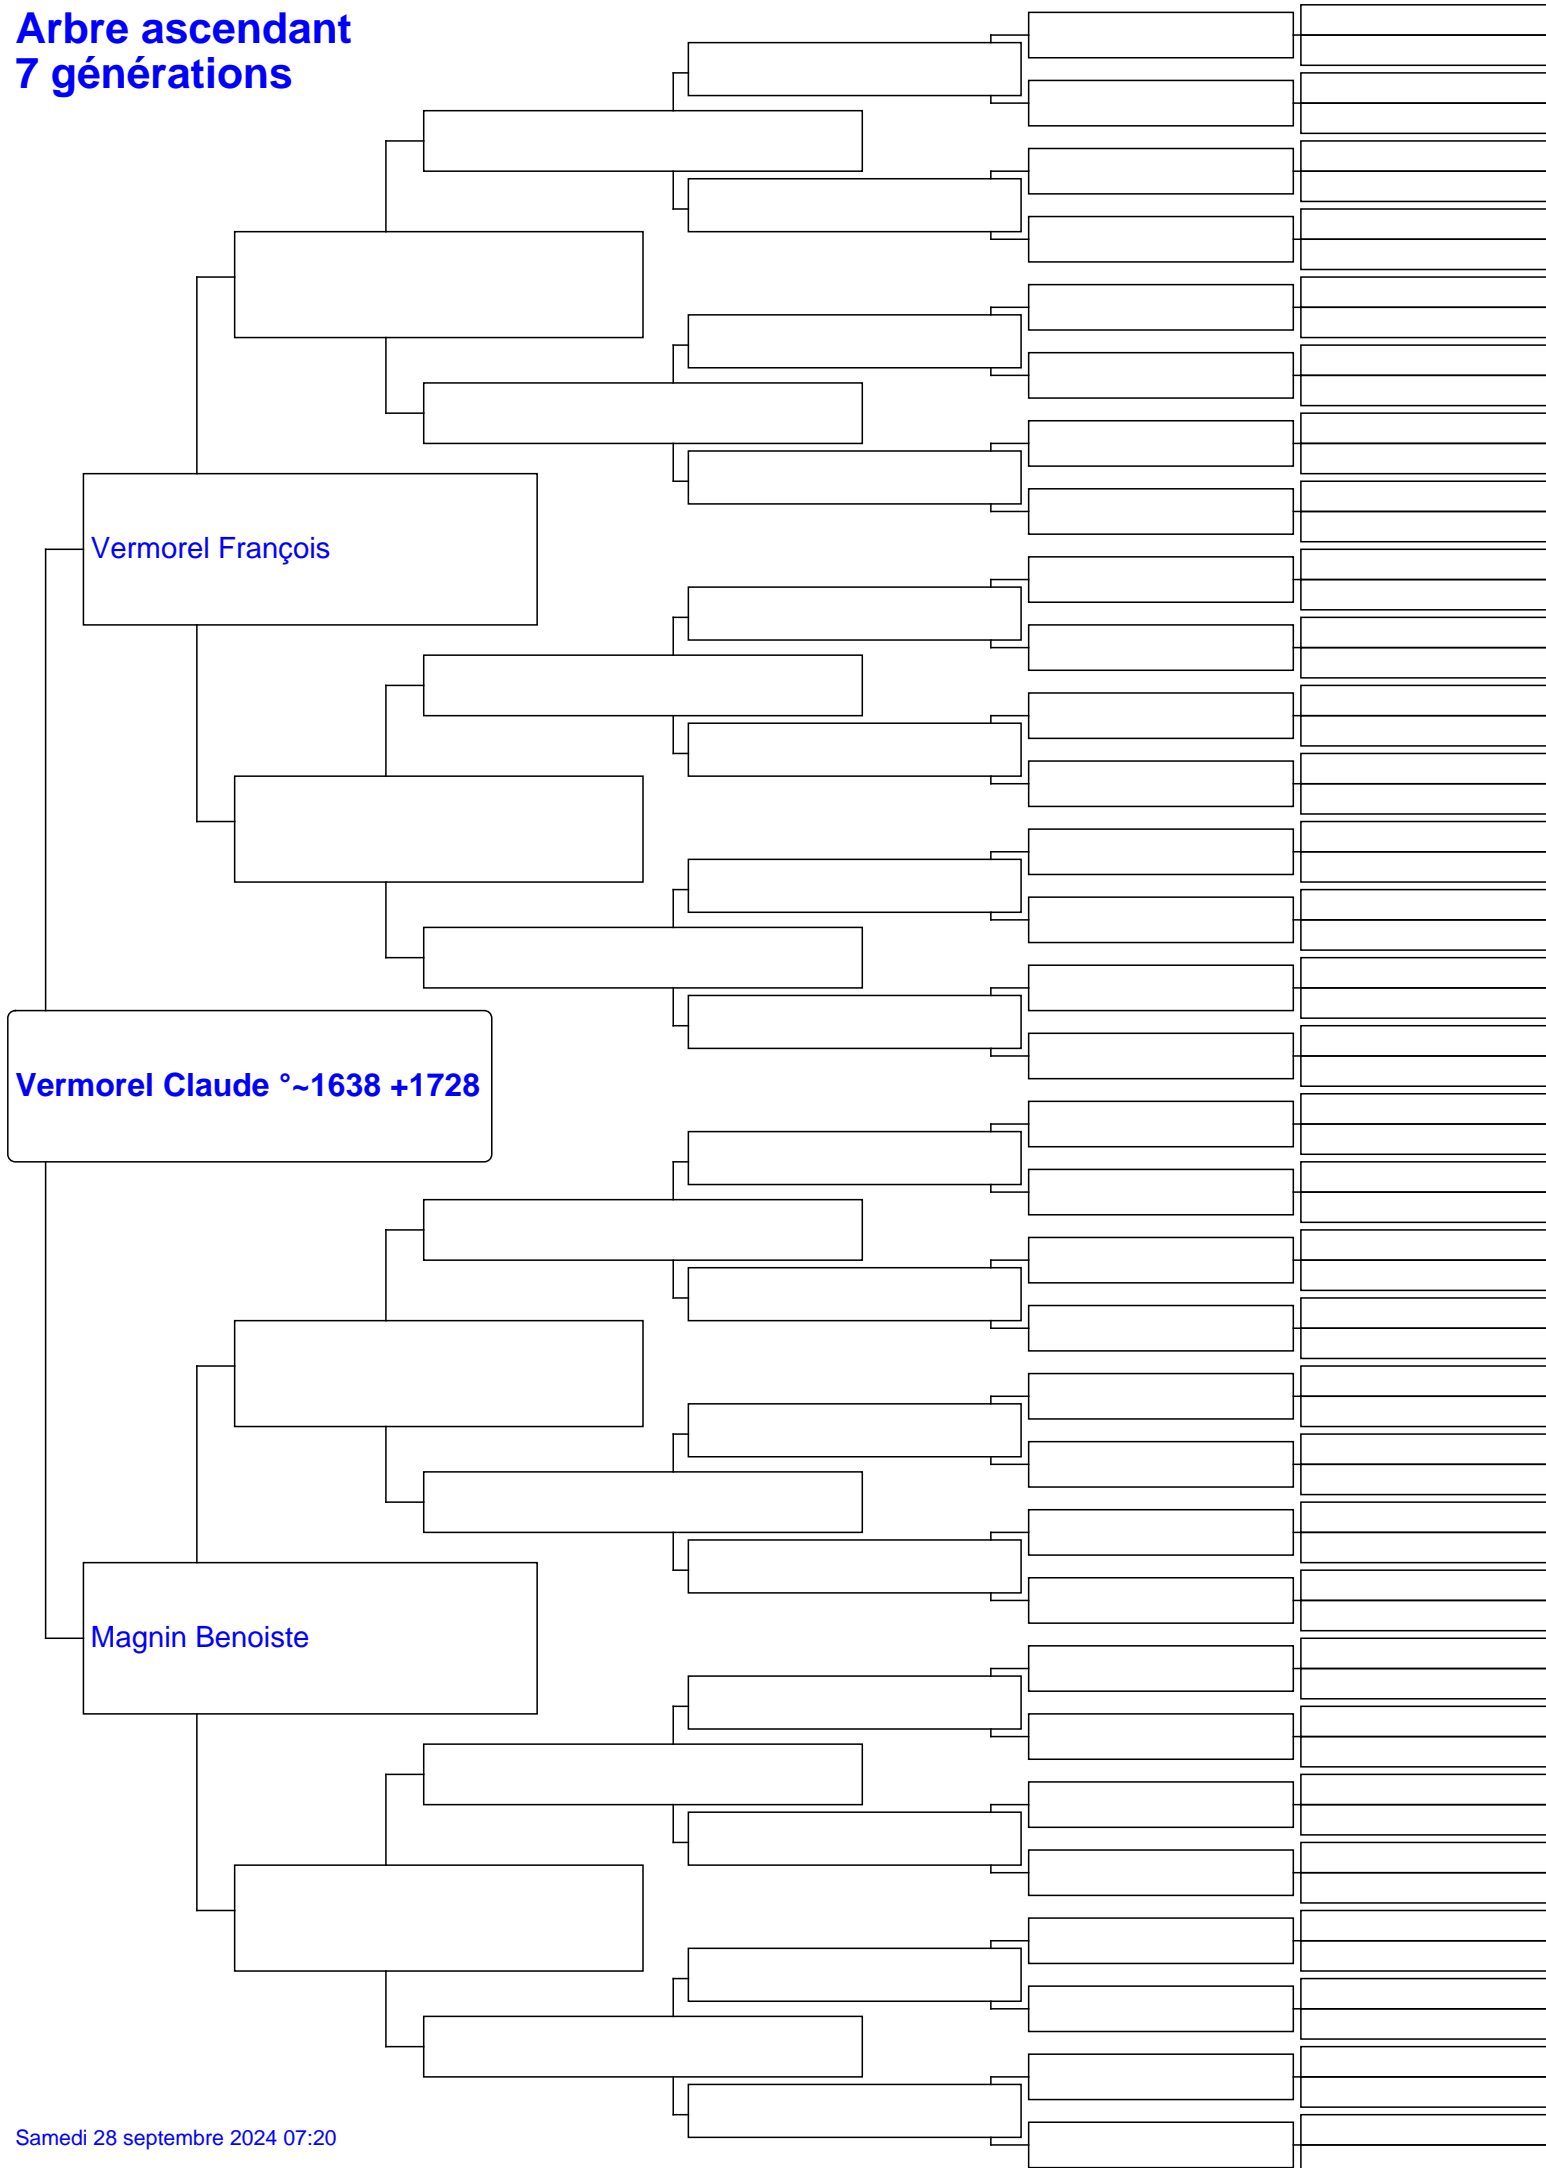 Arbre ascendant
7 générations
Vermorel François
Vermorel Claude °~1638 +1728
Magnin Benoiste
Samedi 28 septembre 2024 07:20